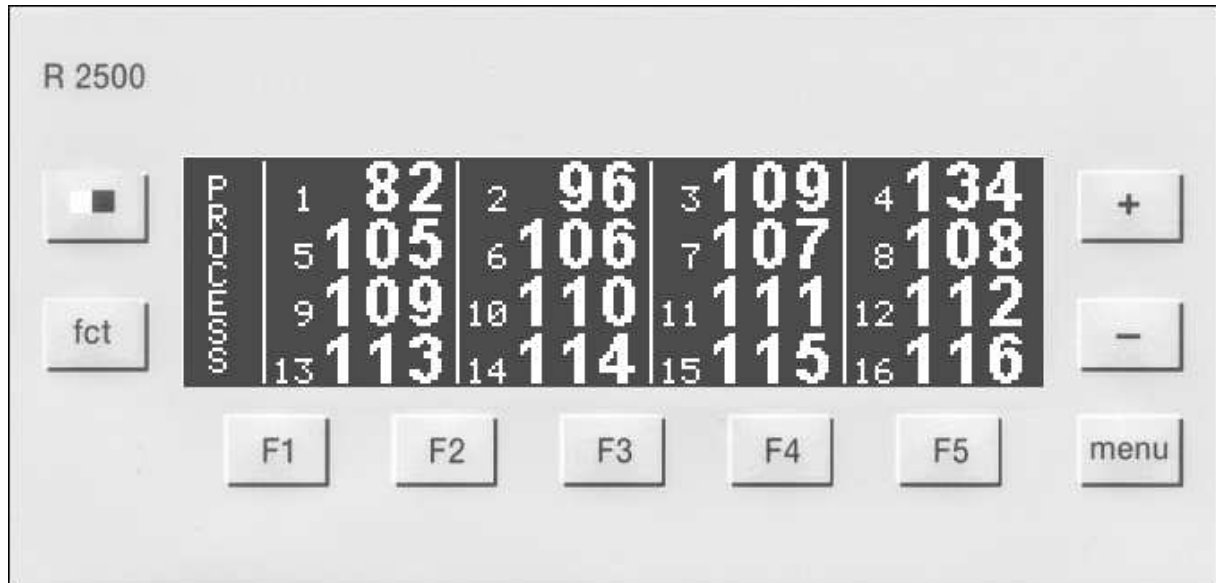 R 2500
PROCESS
1 82 2 96 3 109 4 134
5 105 6 106 7 107 8 108
9 109 10 110 11 111 12 112
13 113 14 114 15 115 16 116
+
fct
-
F1 F2 F3 F4 F5 menu